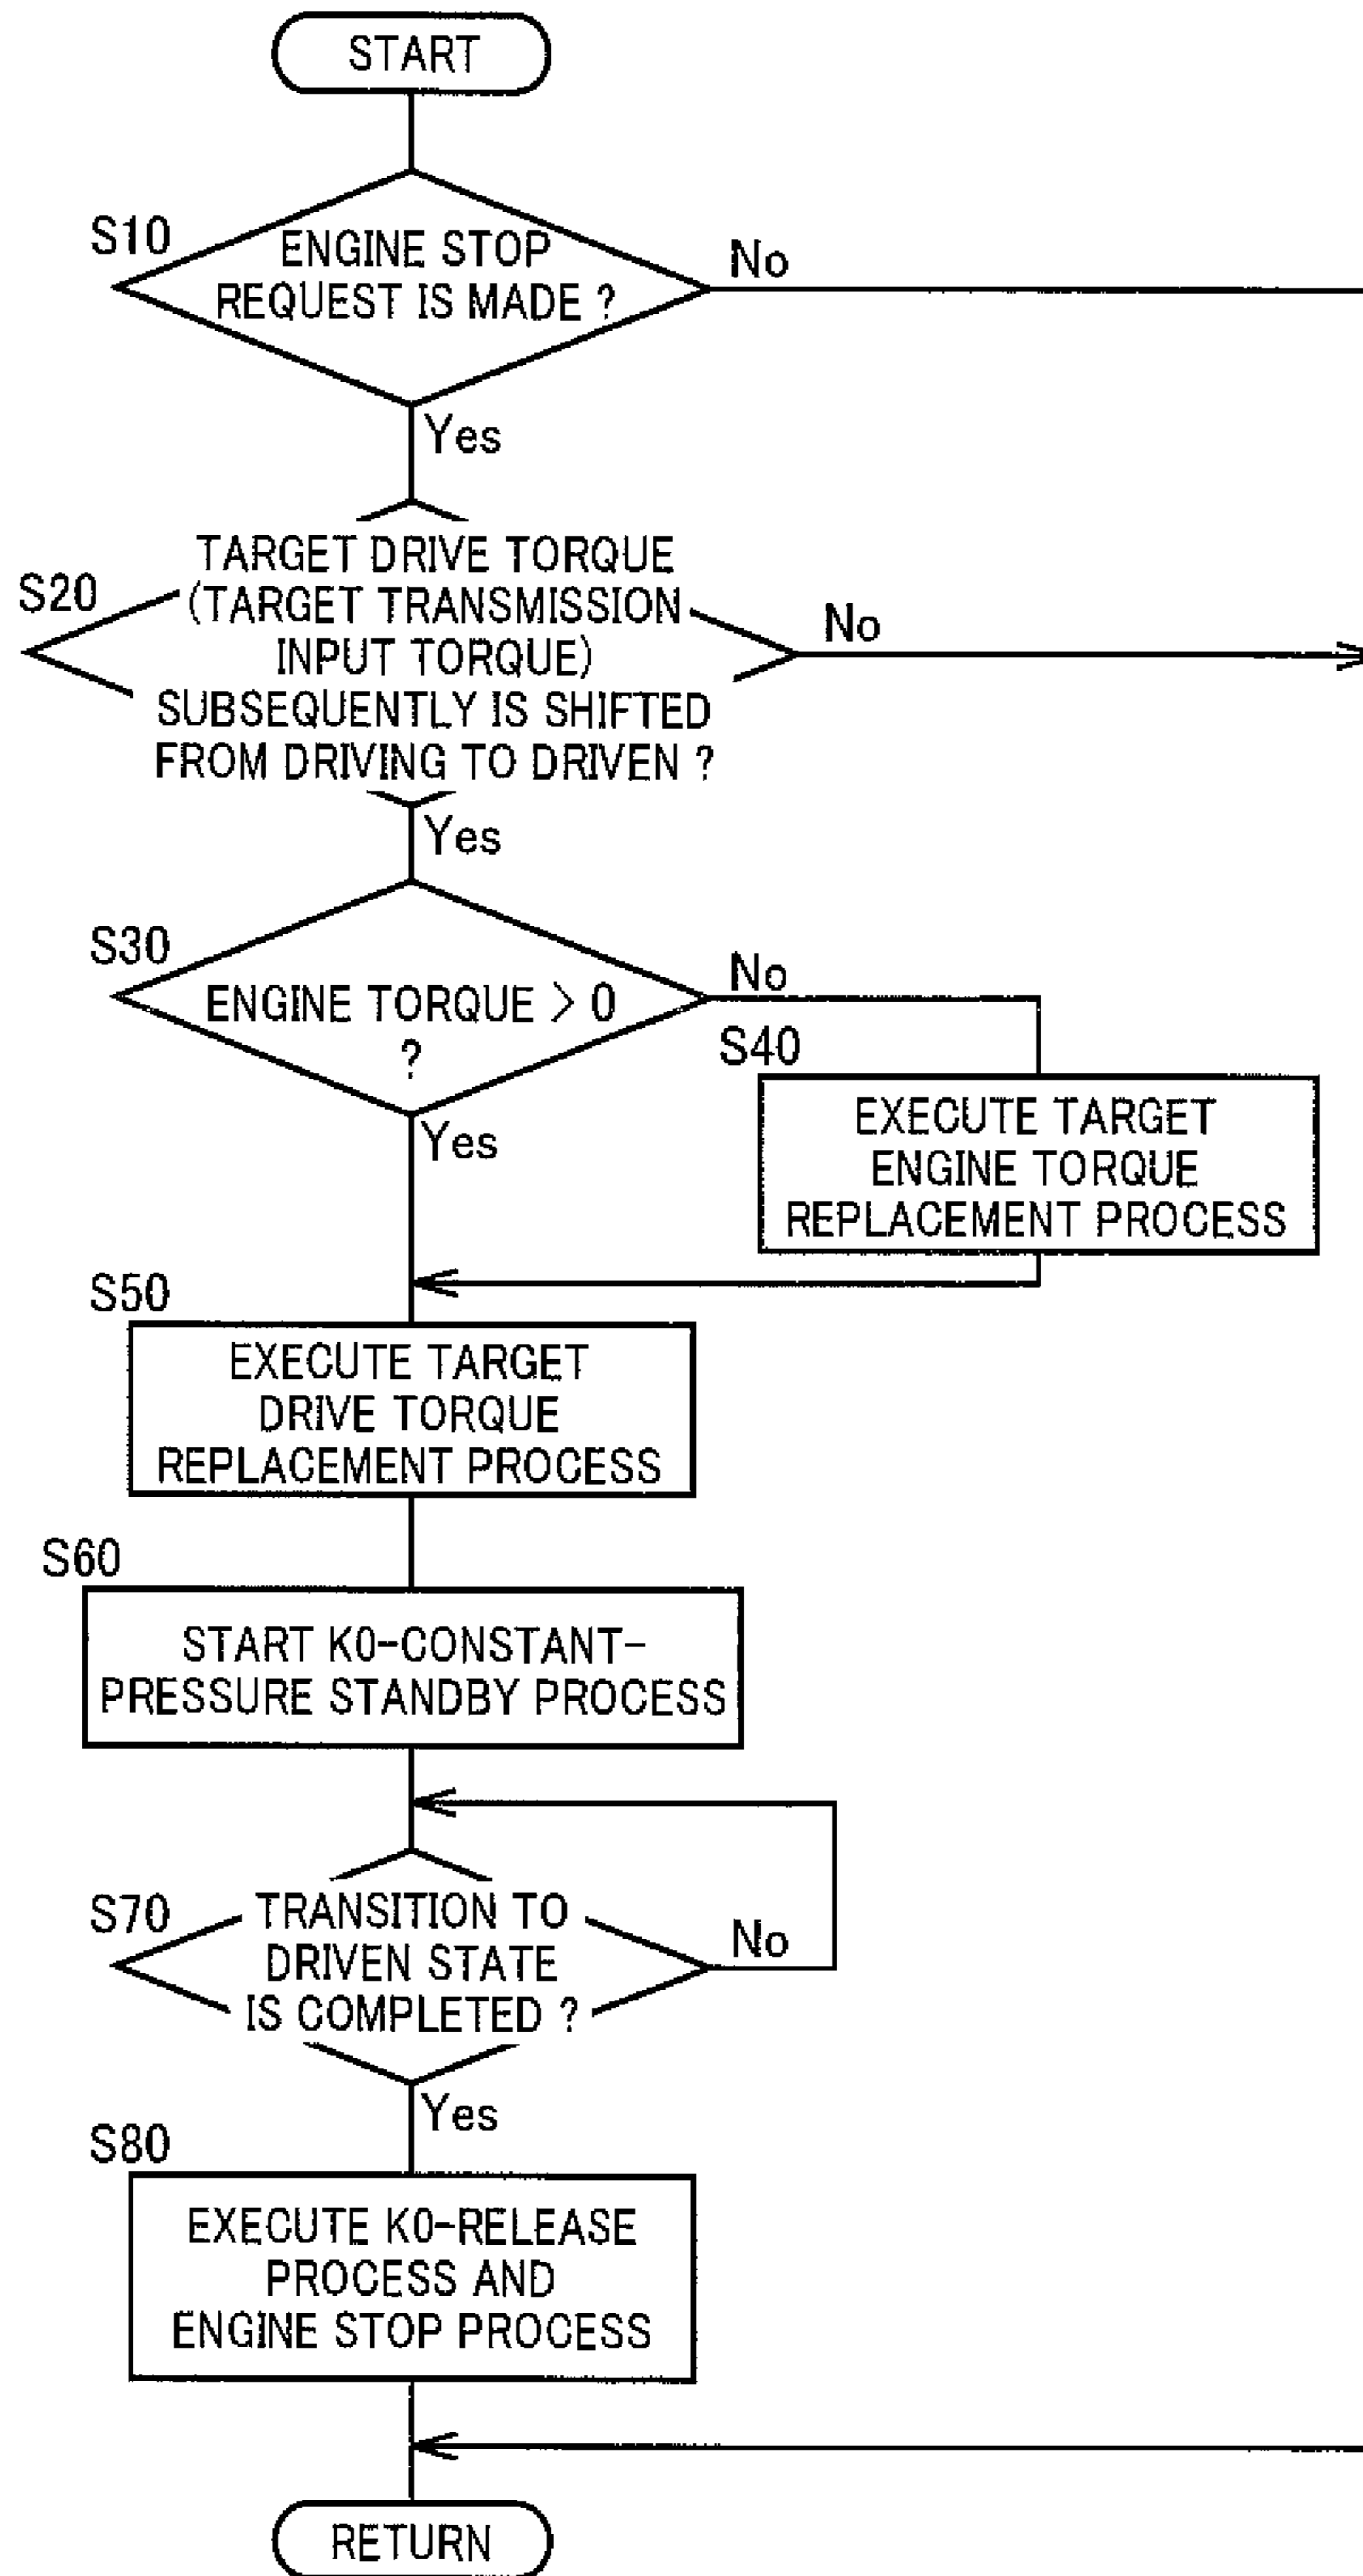 START
S10
ENGINE STOP
REQUEST IS MADE ?
No
Yes
S20
TARGET DRIVE TORQUE
(TARGET TRANSMISSION
INPUT TORQUE)
SUBSEQUENTLY IS SHIFTED
FROM DRIVING TO DRIVEN ?
No
Yes
S30
ENGINE TORQUE > 0
?
No
Yes
S40
EXECUTE TARGET
ENGINE TORQUE
REPLACEMENT PROCESS
S50
EXECUTE TARGET
DRIVE TORQUE
REPLACEMENT PROCESS
S60
START K0-CONSTANT-
PRESSURE STANDBY PROCESS
S70
TRANSITION TO
DRIVEN STATE
IS COMPLETED ?
No
Yes
S80
EXECUTE K0-RELEASE
PROCESS AND
ENGINE STOP PROCESS
RETURN